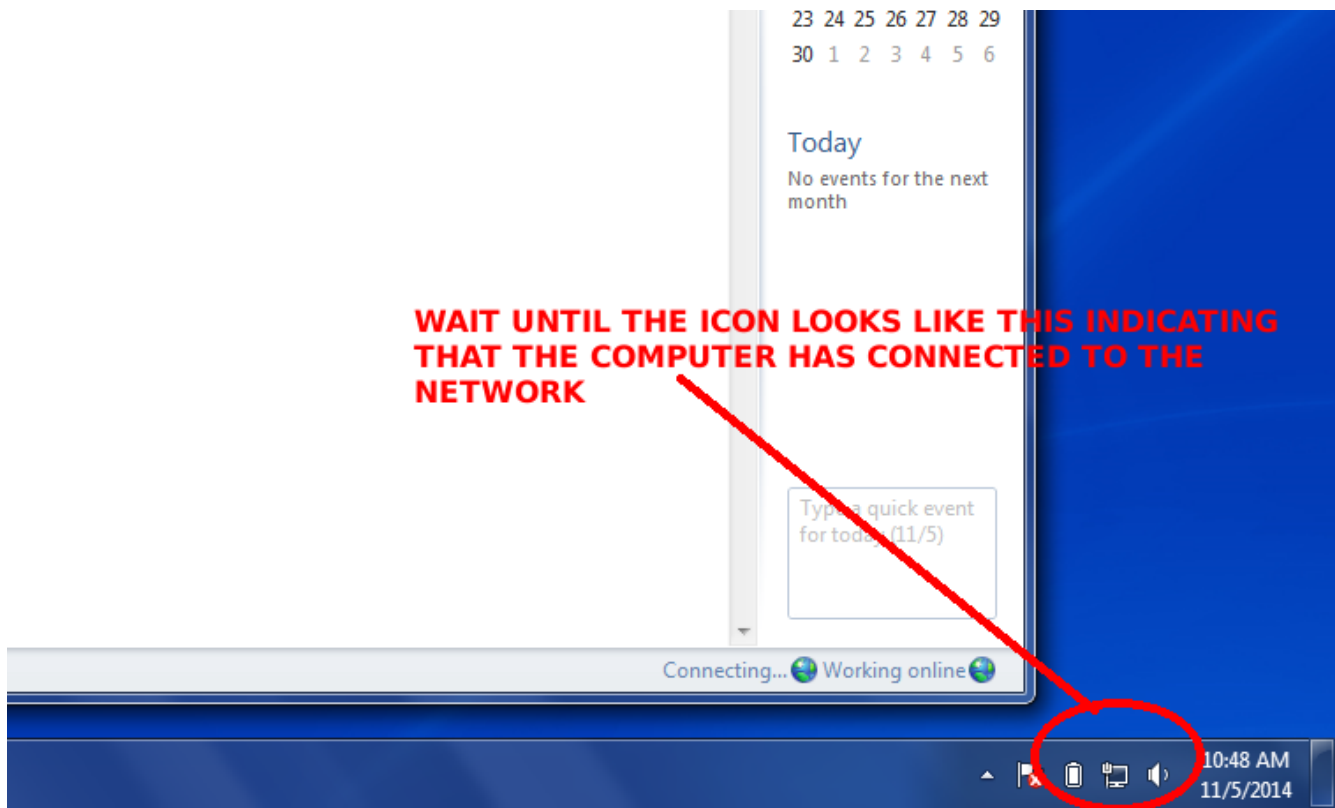 23 24 25 26 27 28 29
30 1 2 3 4 5 6
Today
No events for the next
month
WAIT UNTIL THE ICON LOOKS LIKE THIS INDICATING
THAT THE COMPUTER HAS CONNECTED TO THE
NETWORK
Type a quick event
for today (11/5)
Connecting... Working online
10:48 AM
11/5/2014